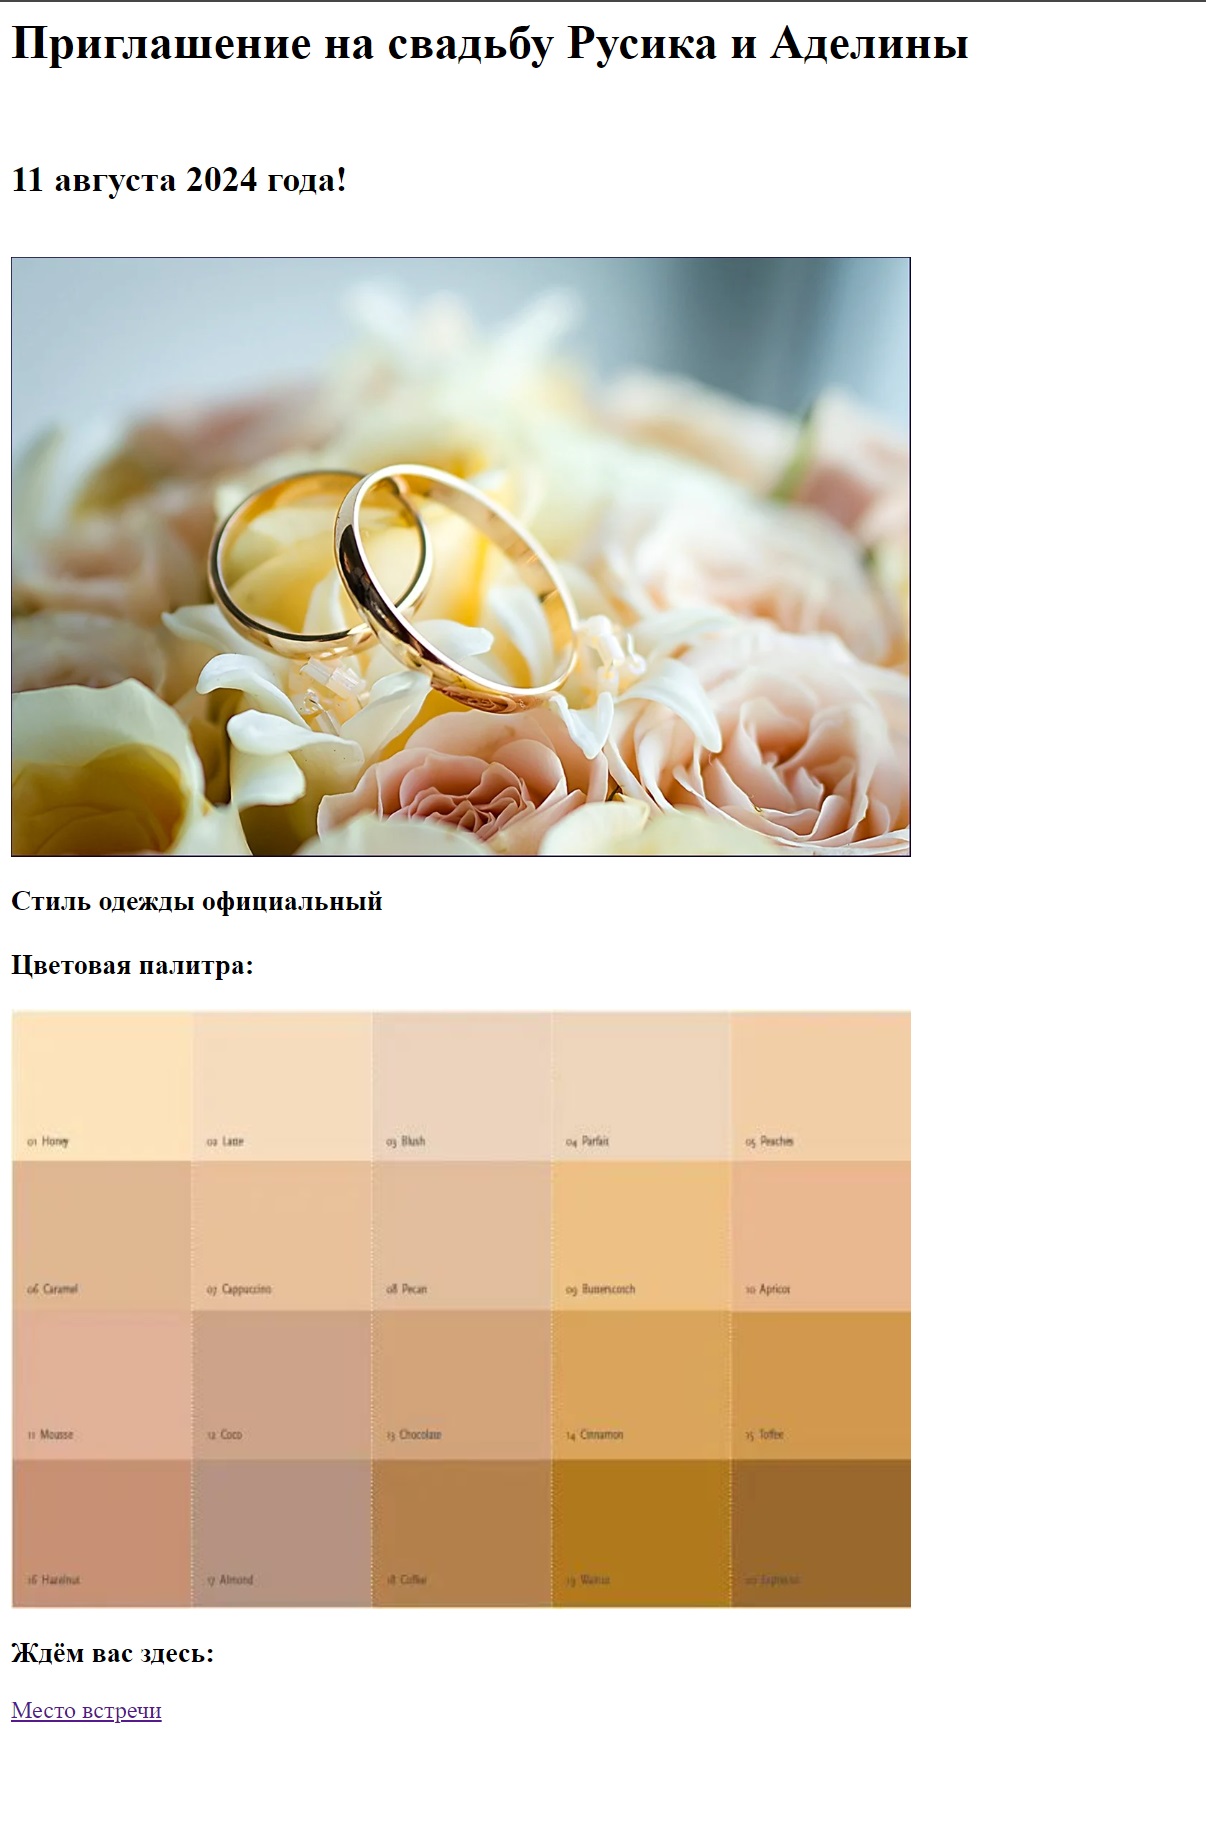 Приглашение на свадьбу Русика и Аделины
11 августа 2024 года!
Стиль одежды официальный
Цветовая палитра:
01 Honey
02 Latte
03 Blush
04 Parfait
05 Peaches
06 Caramel
07 Cappuccino
08 Pecan
09 Butterscotch
10 Apricot
11 Mousse
12 Coco
13 Chocolate
14 Cinnamon
15 Toffee
16 Hazelnut
17 Almond
18 Coffee
19 Walnut
20 Espresso
Ждём вас здесь:
Место встречи